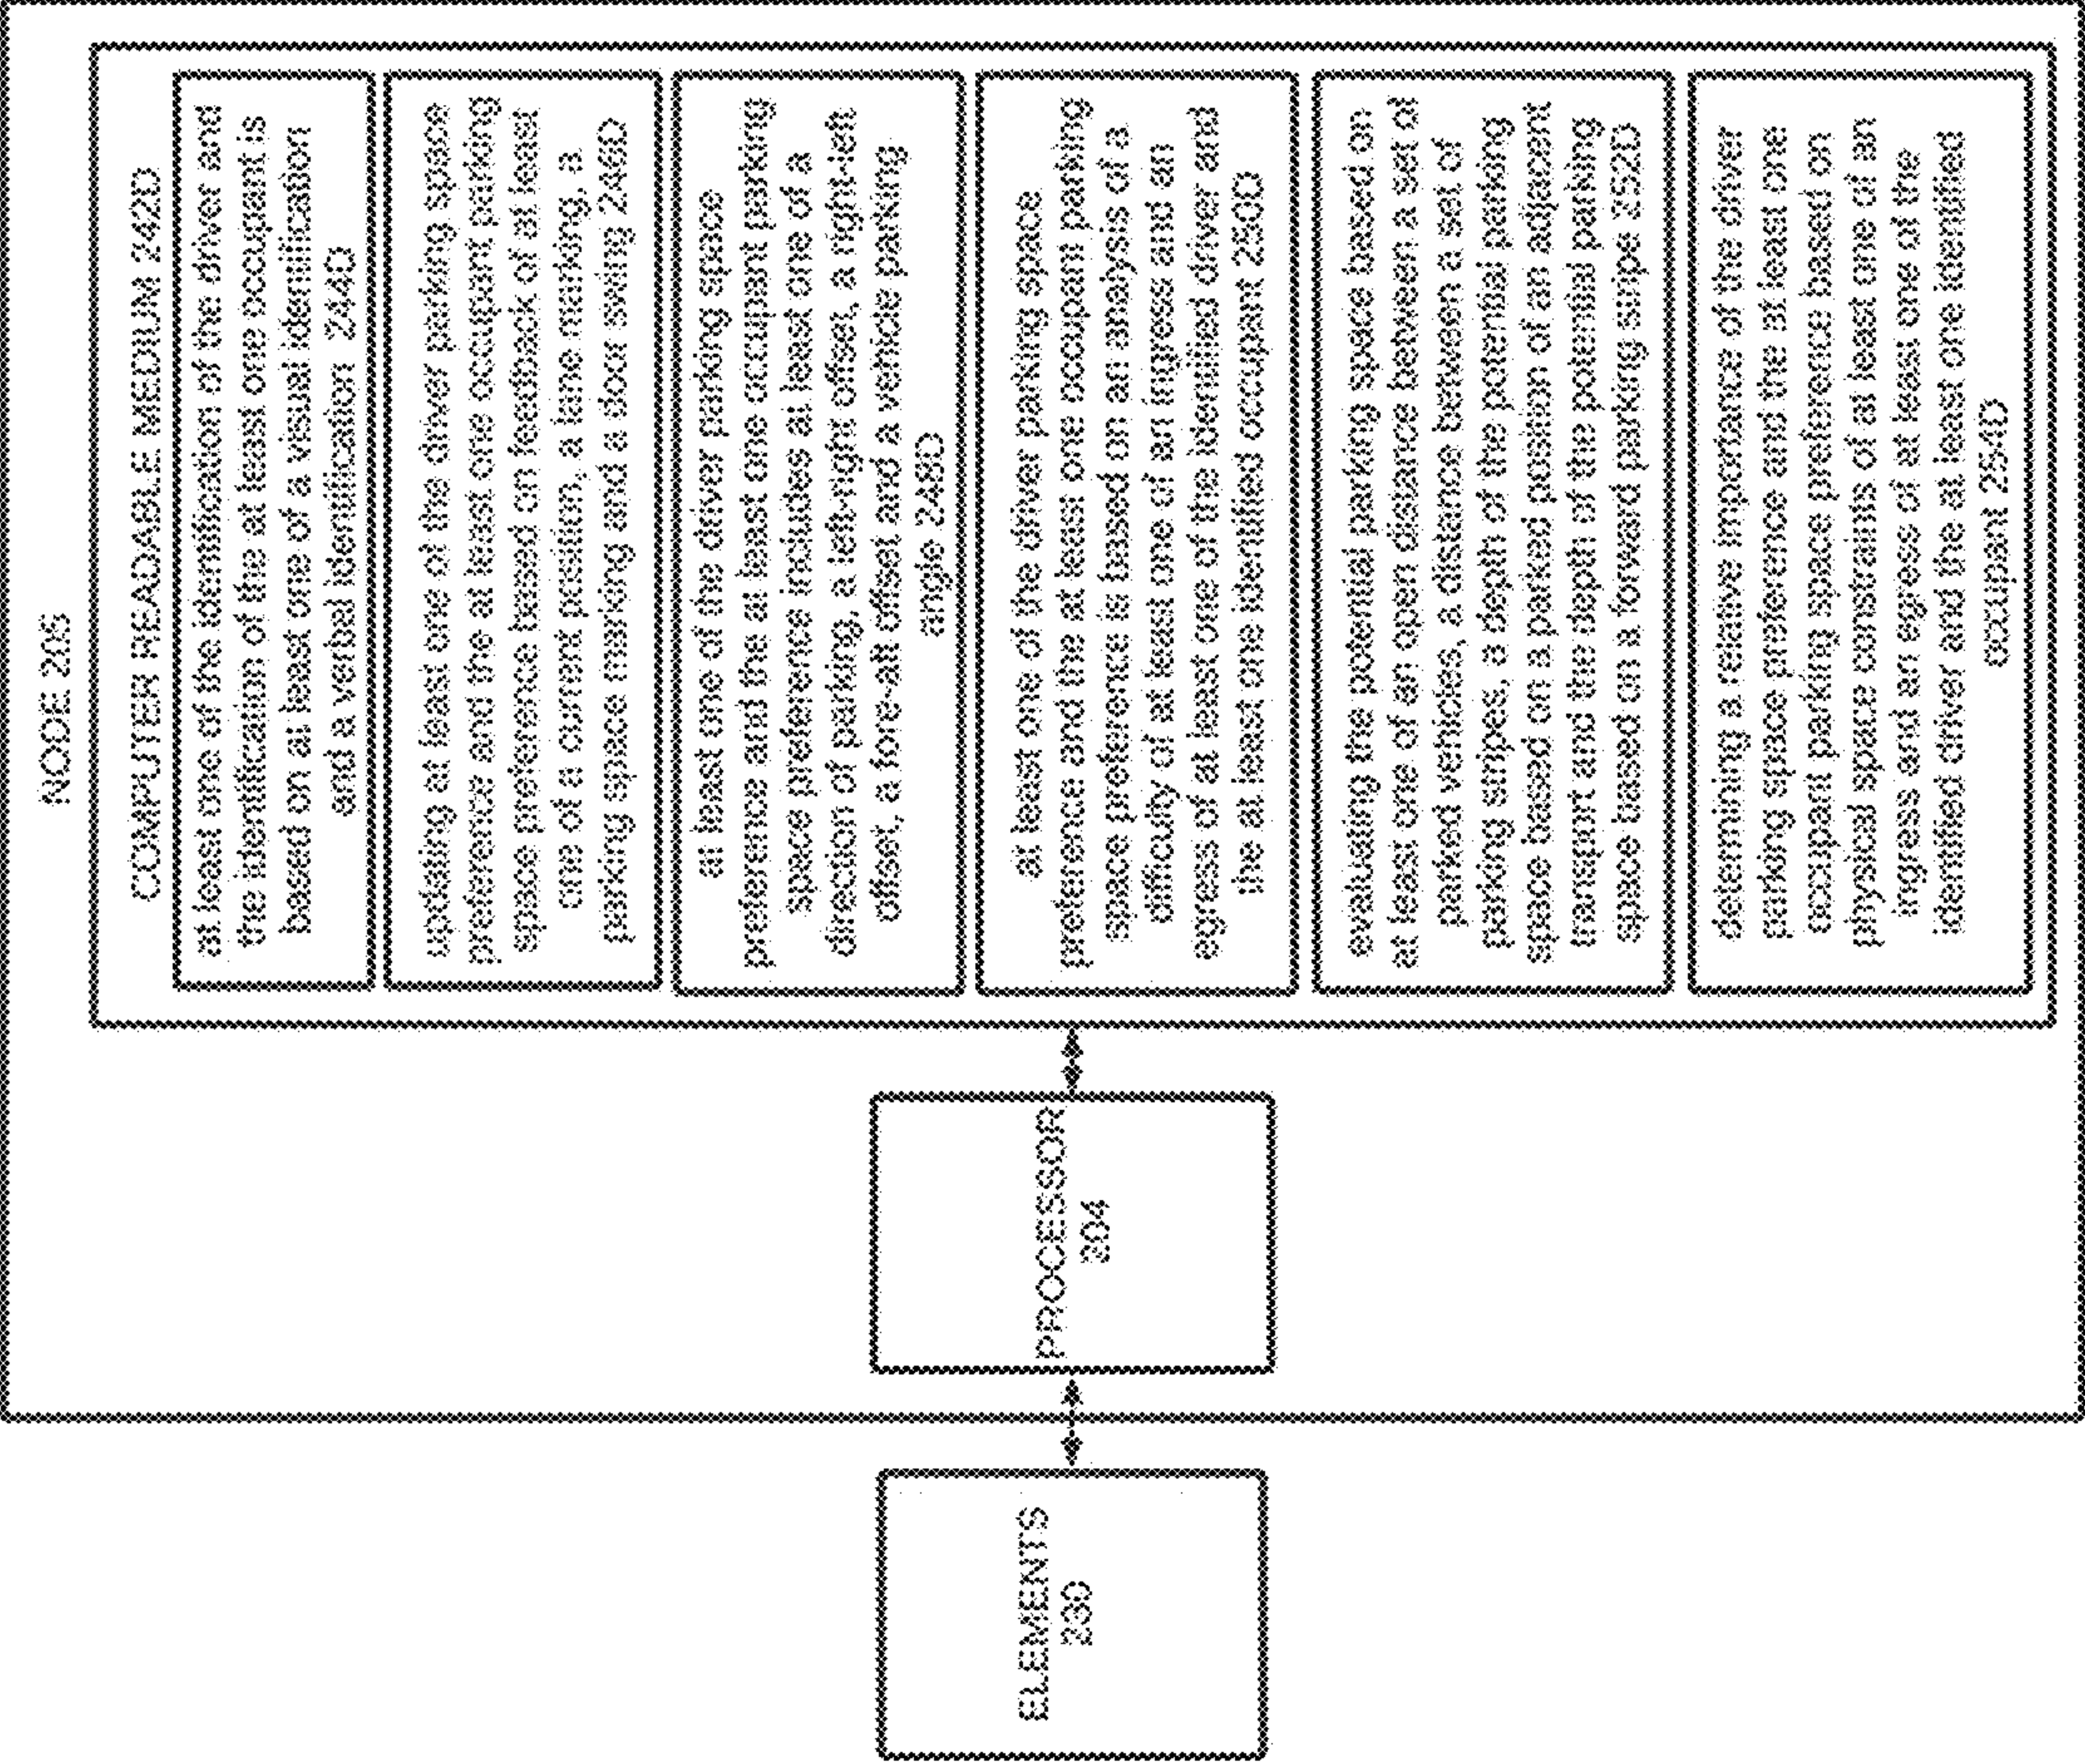 NODE 205
COMPUTER READABLE MEDIUM 242D
at least one of the identification of the driver and
the identification of the at least one occupant is
based on at least one of a visual identification
and a verbal identification 244D
updating at least one of the driver parking space
preference and the at least one occupant parking
space preference based on feedback of at least
one of a current position, a lane marking, a
parking space marking and a door swing 246D
at least one of the driver parking space
preference and the at least one occupant parking
space preference includes at least one of a
direction of parking, a left-right offset, a right-left
offset, a fore-aft offset and a vehicle parking
angle 248D
at least one of the driver parking space
preference and the at least one occupant parking
space preference is based on an analysis of a
difficulty of at least one of an ingress and an
egress of at least one of the identified driver and
the at least one identified occupant 250D
evaluating the potential parking space based on
at least one of an open distance between a set of
parked vehicles, a distance between a set of
parking stripes, a depth of the potential parking
space based on a parked position of an adjacent
transport and the depth of the potential parking
space based on a forward parking stripe 252D
determining a relative importance of the driver
parking space preference and the at least one
occupant parking space preference based on
physical space constraints of at least one of an
ingress and an egress of at least one of the
identified driver and the at least one identified
occupant 254D
PROCESSOR
204
ELEMENTS
230